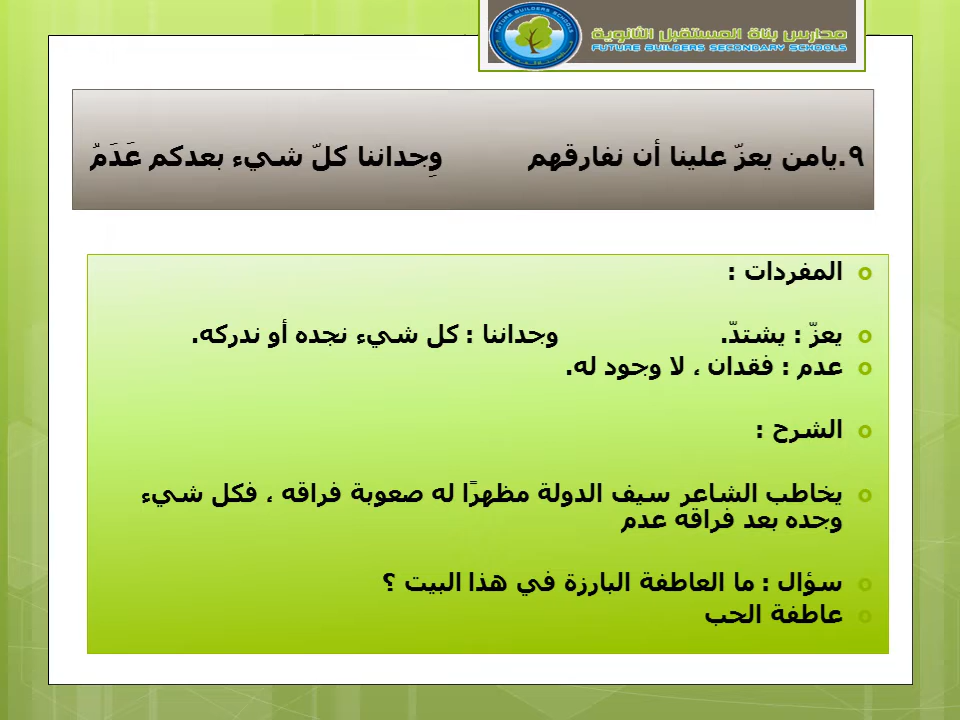 مدارس بناة المستقبل الثانوية
FUTURE BUILDERS SECONDARY SCHOOLS
٩.يامن يعزّ علينا أن نفارقهم وِجداننا كلّ شيء بعدكم عَدَمُ
المفردات :
يعزّ : يشتدّ. وجداننا : كل شيء نجده أو ندركه.
عدم : فقدان ، لا وجود له.
الشرح :
يخاطب الشاعر سيف الدولة مظهرًا له صعوبة فراقه ، فكل شيء
وجده بعد فراقه عدم
سؤال : ما العاطفة البارزة في هذا البيت ؟
عاطفة الحب